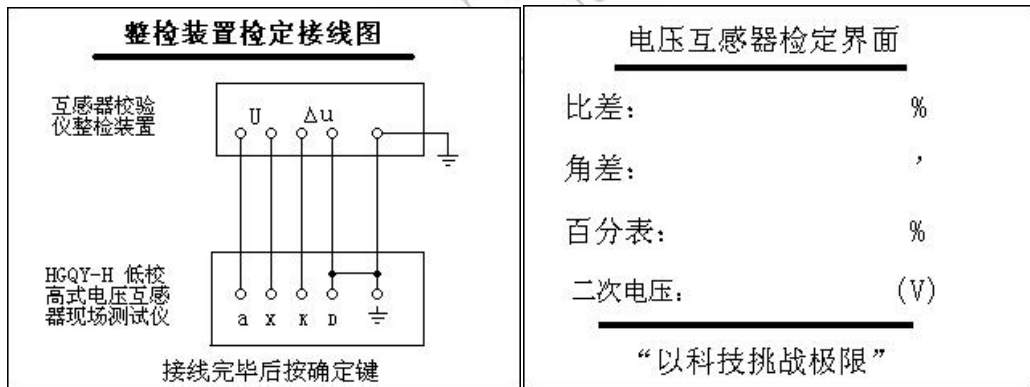 整检装置检定接线图
互感器校验
仪整检装置
U Δu
HGQY-H 低校
高式电压互感
器现场测试仪
a x K D
接线完毕后按确定键
电压互感器检定界面
比差： %
角差： ′
百分表： %
二次电压： (V)
“以科技挑战极限”